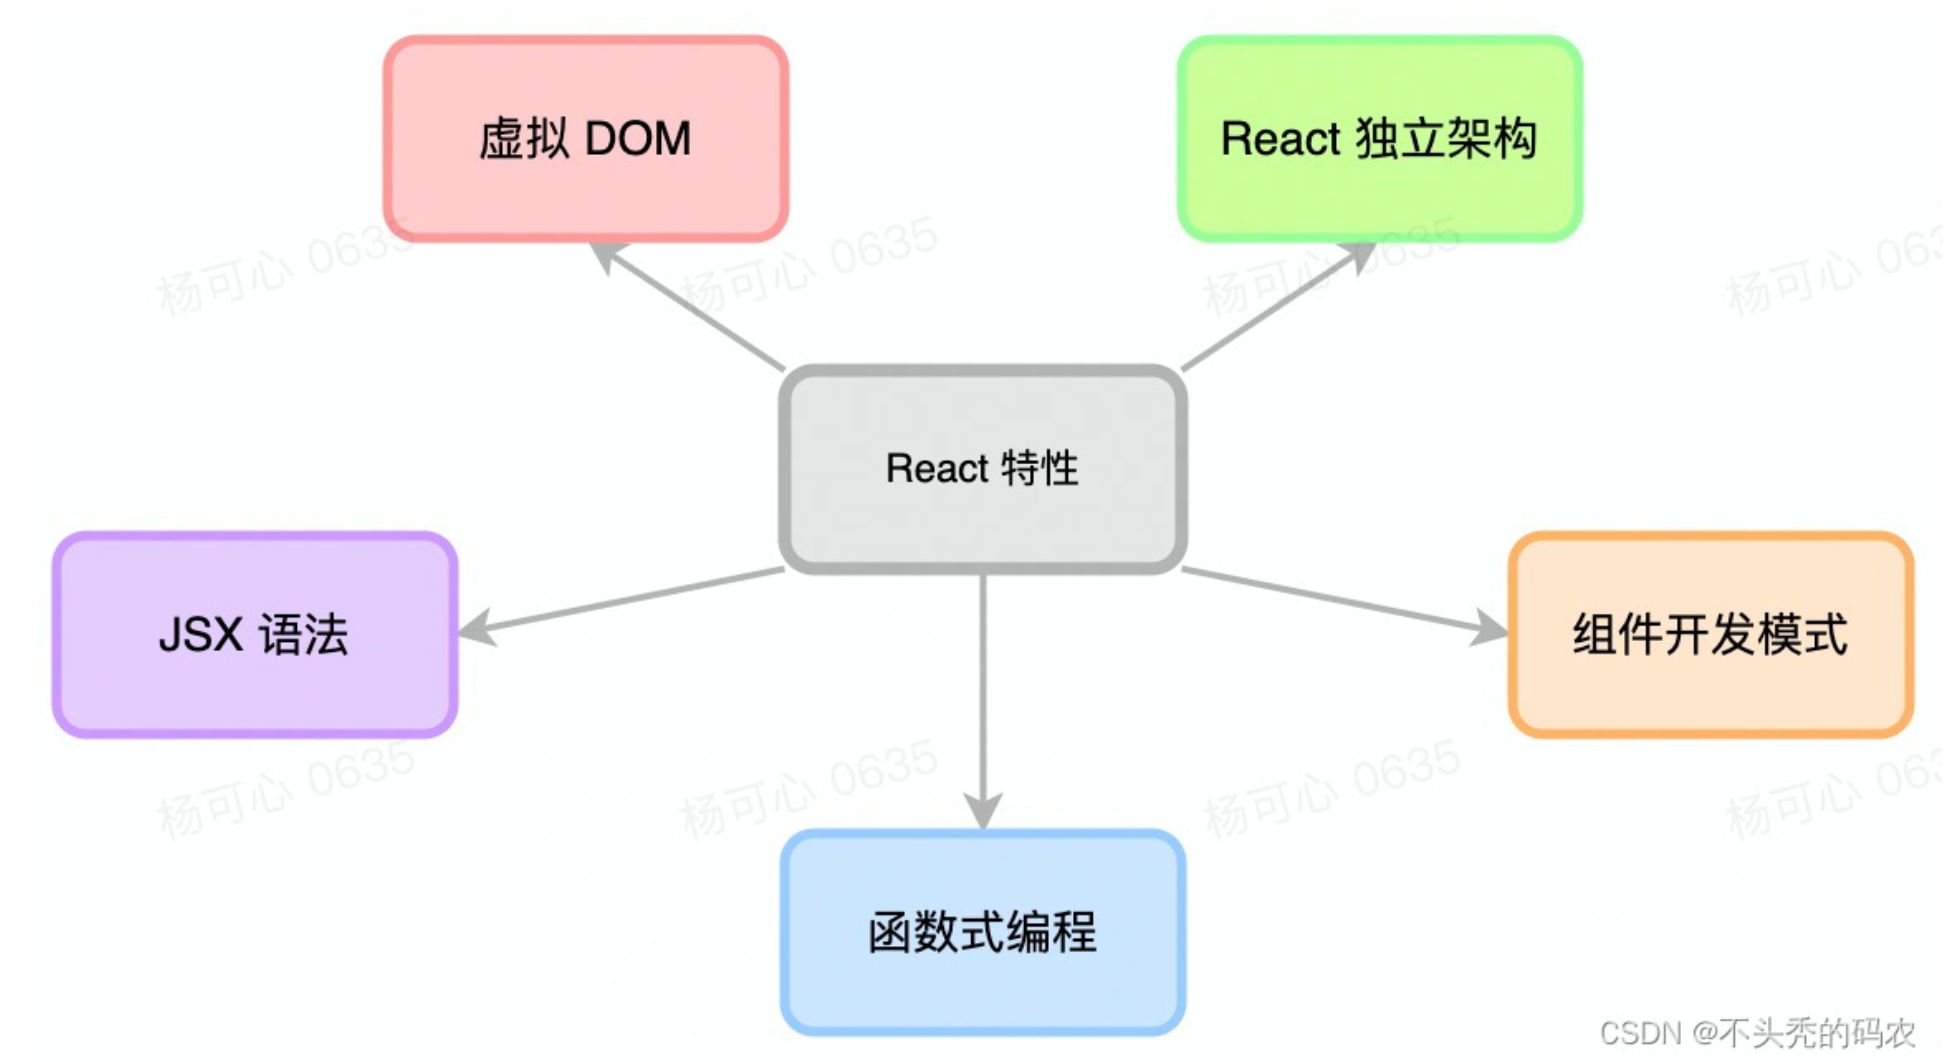 虚拟 DOM
React 独立架构
杨可心 0635
杨可心 0635
杨可心 0635
杨可心 063
React 特性
JSX 语法
组件开发模式
杨可心 0635
杨可心 0635
杨可心 0635
杨可心 063
函数式编程
CSDN @不头秃的码农